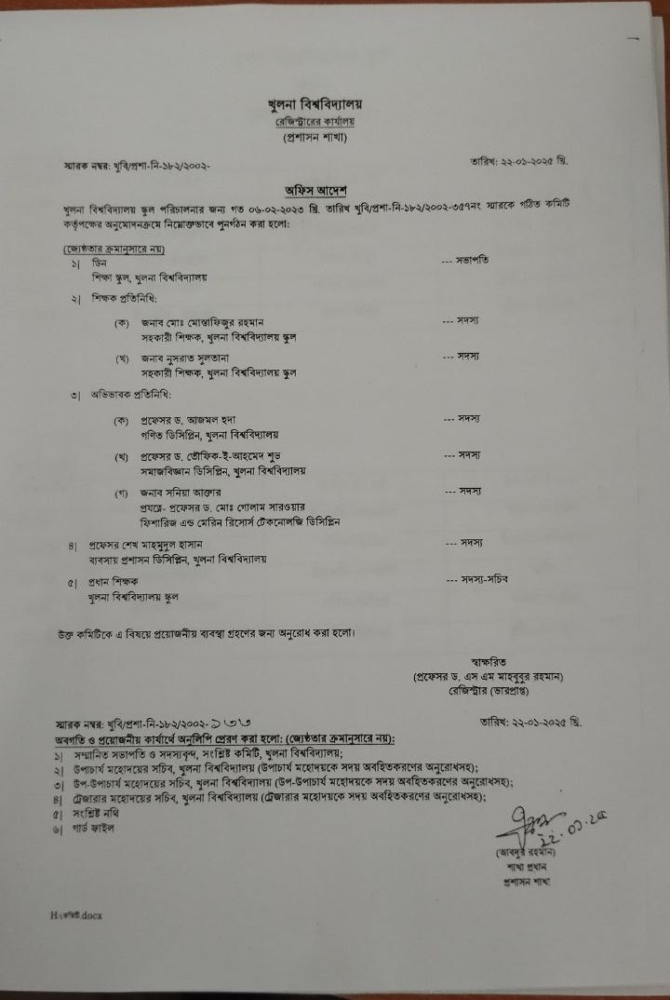 খুলনা বিশ্ববিদ্যালয়
রেজিস্ট্রারের কার্যালয়
(প্রশাসন শাখা)
স্মারক নম্বর: খুবি/প্রশা-নি-১৮২/২০০২-
তারিখ: ২২-০১-২০২৫ খ্রি.
অফিস আদেশ
খুলনা বিশ্ববিদ্যালয় স্কুল পরিচালনার জন্য গত ০৬-০২-২০২৩ খ্রি. তারিখ খুবি/প্রশা-নি-১৮২/২০০২-৩৫৭নং স্মারকে গঠিত কমিটি
কর্তৃপক্ষের অনুমোদনক্রমে নিম্নোক্তভাবে পুনর্গঠন করা হলো:
(জ্যেষ্ঠতার ক্রমানুসারে নয়)
১| ডিন --- সভাপতি
শিক্ষা স্কুল, খুলনা বিশ্ববিদ্যালয়
২| শিক্ষক প্রতিনিধি:
(ক) জনাব মোঃ মোস্তাফিজুর রহমান --- সদস্য
সহকারী শিক্ষক, খুলনা বিশ্ববিদ্যালয় স্কুল
(খ) জনাব নুসরাত সুলতানা --- সদস্য
সহকারী শিক্ষক, খুলনা বিশ্ববিদ্যালয় স্কুল
৩| অভিভাবক প্রতিনিধি:
(ক) প্রফেসর ড. আজমল হুদা --- সদস্য
গণিত ডিসিপ্লিন, খুলনা বিশ্ববিদ্যালয়
(খ) প্রফেসর ড. তৌফিক-ই-আহমেদ শুভ --- সদস্য
সমাজবিজ্ঞান ডিসিপ্লিন, খুলনা বিশ্ববিদ্যালয়
(গ) জনাব সনিয়া আক্তার --- সদস্য
প্রযত্নে- প্রফেসর ড. মোঃ গোলাম সারওয়ার
ফিশারিজ এন্ড মেরিন রিসোর্স টেকনোলজি ডিসিপ্লিন
৪| প্রফেসর শেখ মাহমুদুল হাসান --- সদস্য
ব্যবসায় প্রশাসন ডিসিপ্লিন, খুলনা বিশ্ববিদ্যালয়
৫| প্রধান শিক্ষক --- সদস্য-সচিব
খুলনা বিশ্ববিদ্যালয় স্কুল
উক্ত কমিটিকে এ বিষয়ে প্রয়োজনীয় ব্যবস্থা গ্রহণের জন্য অনুরোধ করা হলো।
স্বাক্ষরিত
(প্রফেসর ড. এস এম মাহবুবুর রহমান)
রেজিস্ট্রার (ভারপ্রাপ্ত)
স্মারক নম্বর: খুবি/প্রশা-নি-১৮২/২০০২-১৩৩
তারিখ: ২২-০১-২০২৫ খ্রি.
অবগতি ও প্রয়োজনীয় কার্যার্থে অনুলিপি প্রেরণ করা হলো: (জ্যেষ্ঠতার ক্রমানুসারে নয়):
১| সম্মানিত সভাপতি ও সদস্যবৃন্দ, সংশ্লিষ্ট কমিটি, খুলনা বিশ্ববিদ্যালয়;
২| উপাচার্য মহোদয়ের সচিব, খুলনা বিশ্ববিদ্যালয় (উপাচার্য মহোদয়কে সদয় অবহিতকরণের অনুরোধসহ);
৩| উপ-উপাচার্য মহোদয়ের সচিব, খুলনা বিশ্ববিদ্যালয় (উপ-উপাচার্য মহোদয়কে সদয় অবহিতকরণের অনুরোধসহ);
৪| ট্রেজারার মহোদয়ের সচিব, খুলনা বিশ্ববিদ্যালয় (ট্রেজারার মহোদয়কে সদয় অবহিতকরণের অনুরোধসহ);
৫| সংশ্লিষ্ট নথি
৬| গার্ড ফাইল
২২.০১.২৫
(আবদুর রহমান)
শাখা প্রধান
প্রশাসন শাখা
H:\কমিটি.docx